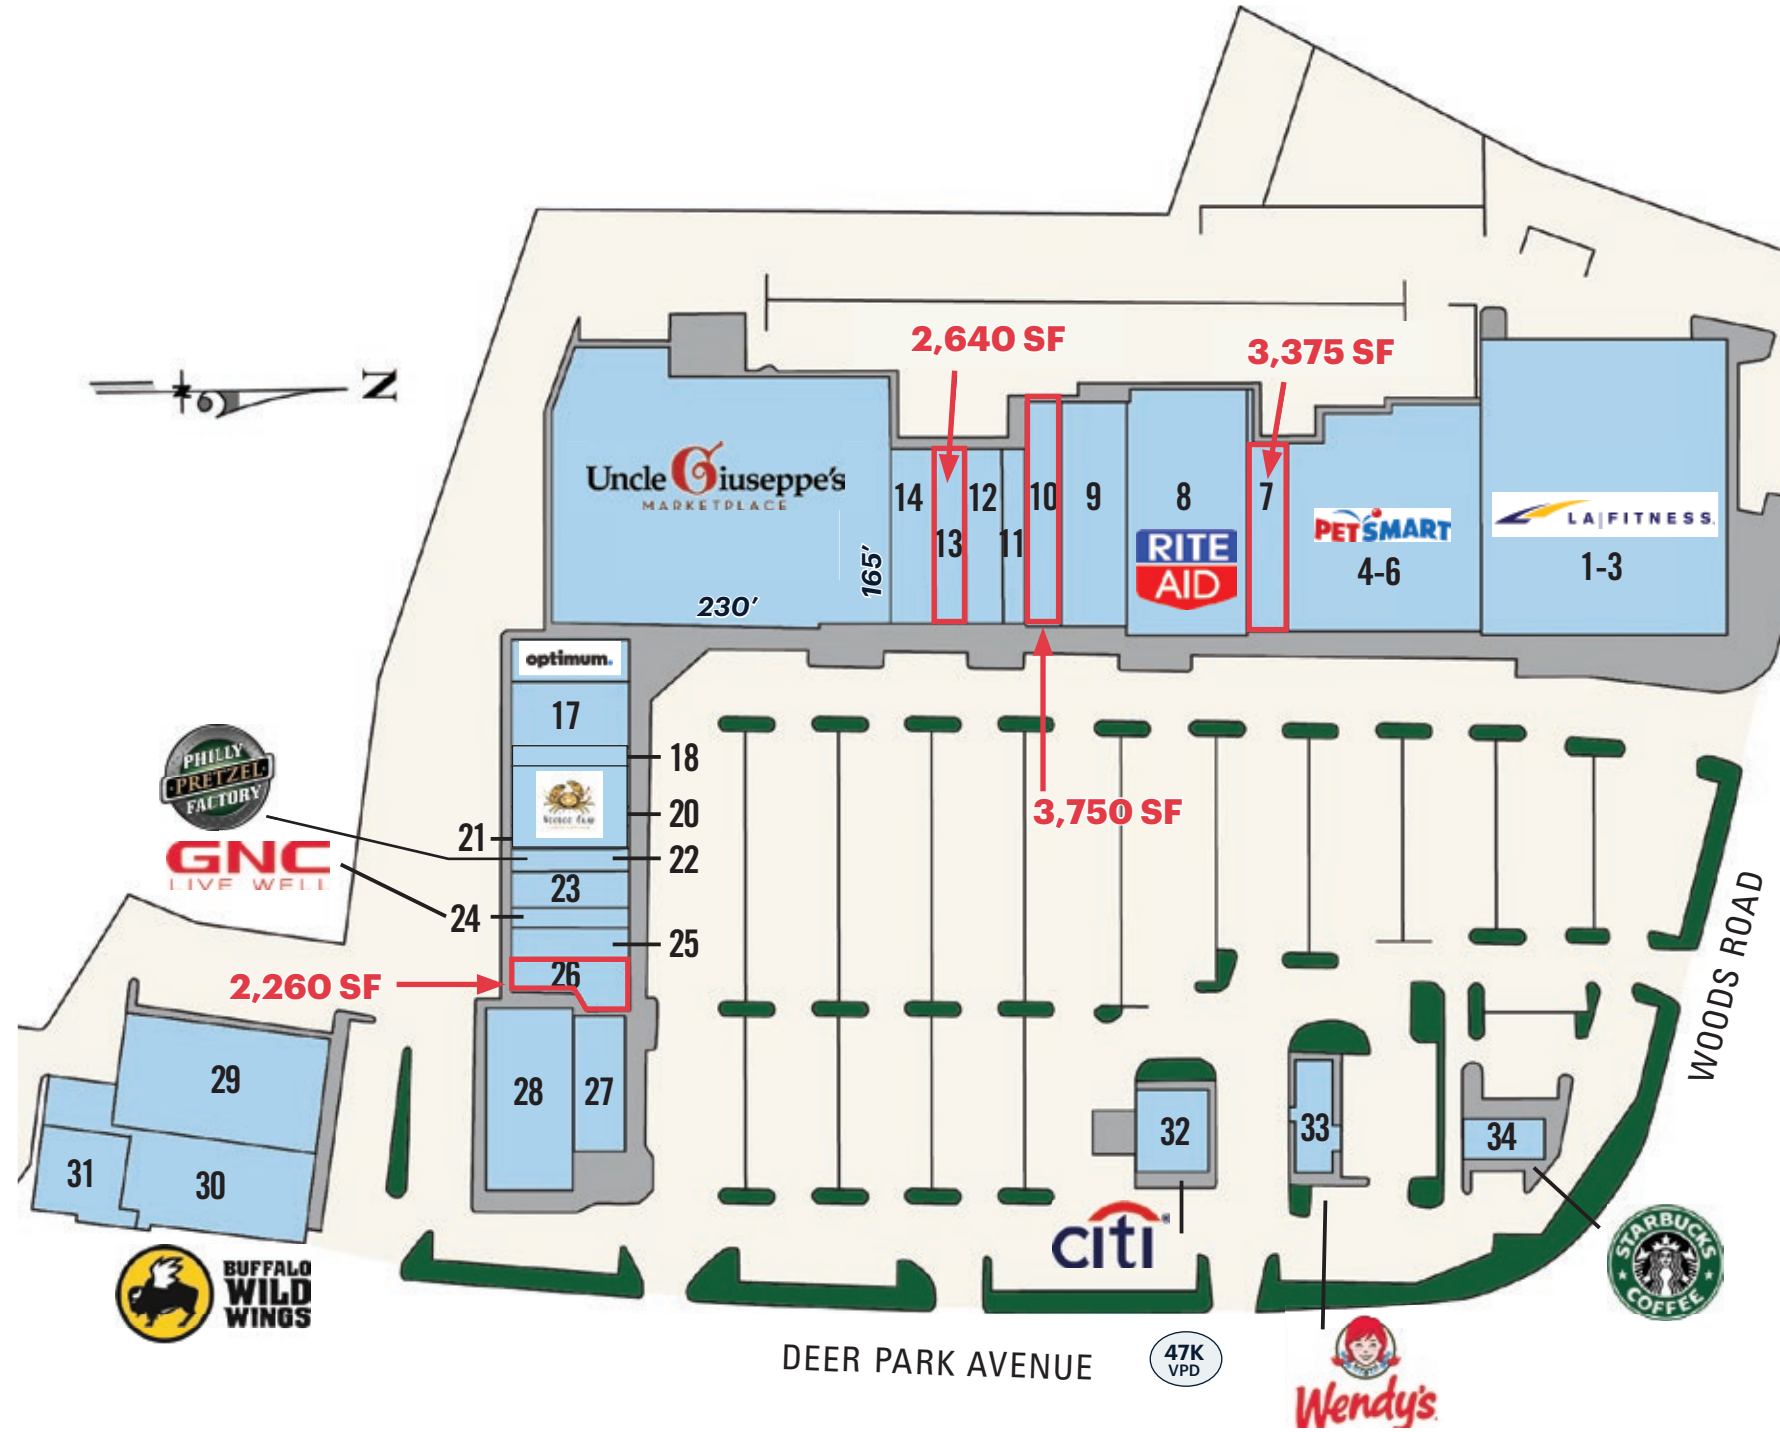 2,640 SF
3,375 SF
N
Uncle Giuseppe's
MARKETPLACE
165'
230'
14
13
12
11
10
9
8
RITE
AID
7
PETSMART
4-6
LA|FITNESS.
1-3
optimum.
17
18
20
21
22
23
24
25
26
3,750 SF
PHILLY
PRETZEL
FACTORY
GNC
LIVE WELL
2,260 SF
28
27
29
30
31
32
33
34
citi
BUFFALO
WILD
WINGS
STARBUCKS
COFFEE
WOODS ROAD
DEER PARK AVENUE
47K
VPD
Wendy's